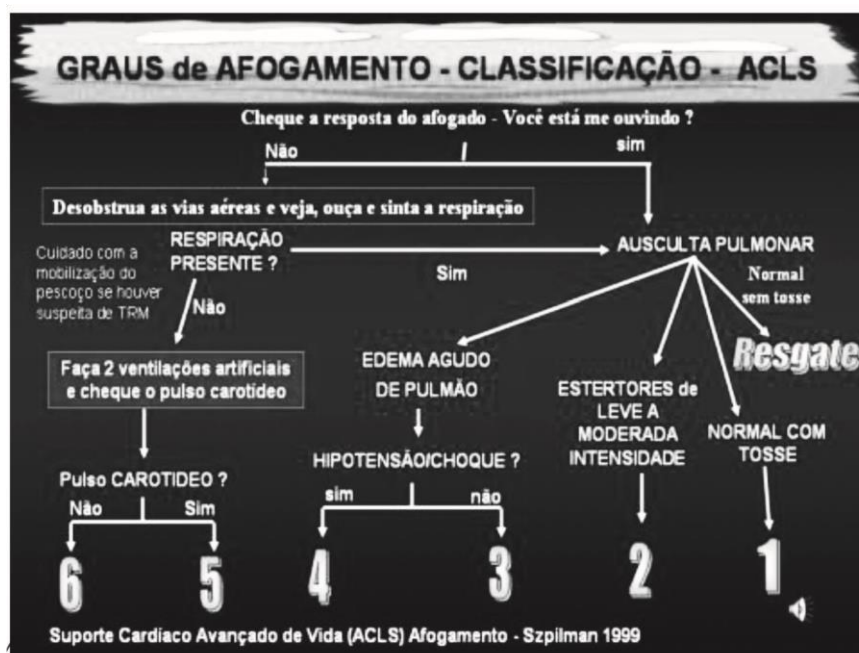 GRAUS de AFOGAMENTO - CLASSIFICAÇÃO - ACLS
Cheque a resposta do afogado - Você está me ouvindo ?
Não
sim
Desobstrua as vias aéreas e veja, ouça e sinta a respiração
Cuidado com a
mobilização do
pescoço se houver
suspeita de TRM
RESPIRAÇÃO
PRESENTE ?
Sim
Não
AUSCULTA PULMONAR
Normal
sem tosse
Resgate
Faça 2 ventilações artificiais
e cheque o pulso carotídeo
EDEMA AGUDO
DE PULMÃO
ESTERTORES de
LEVE A
MODERADA
INTENSIDADE
NORMAL COM
TOSSE
Pulso CAROTIDEO ?
Não
Sim
HIPOTENSÃO/CHOQUE ?
sim
não
6
5
4
3
2
1
Suporte Cardíaco Avançado de Vida (ACLS) Afogamento - Szpilman 1999